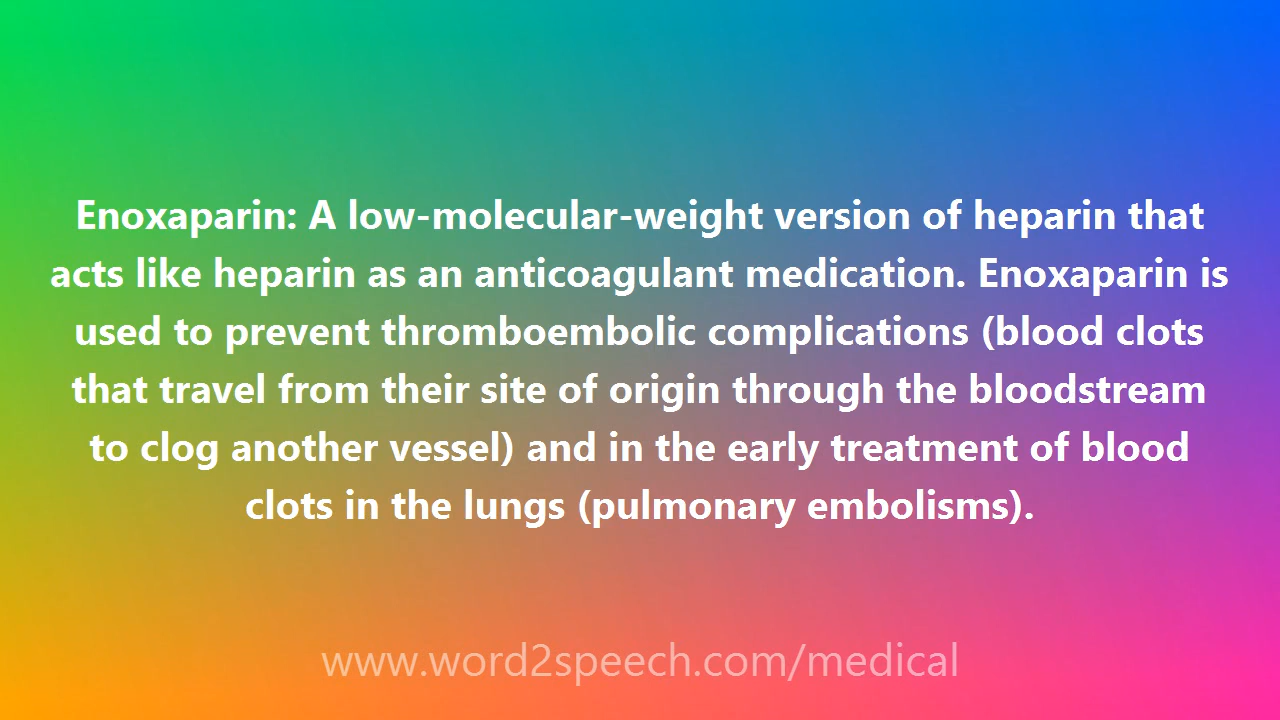 Enoxaparin: A low-molecular-weight version of heparin that
acts like heparin as an anticoagulant medication. Enoxaparin is
used to prevent thromboembolic complications (blood clots
that travel from their site of origin through the bloodstream
to clog another vessel) and in the early treatment of blood
clots in the lungs (pulmonary embolisms).
www.word2speech.com/medical